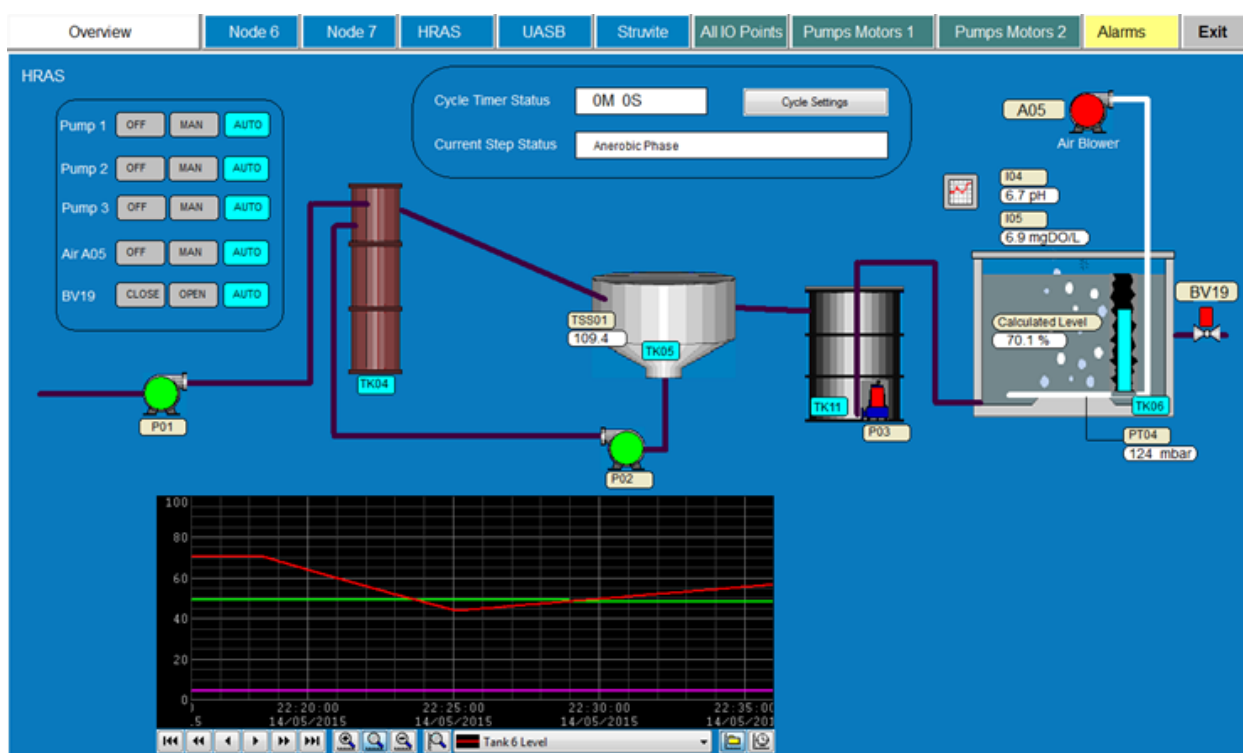 Overview Node 6 Node 7 HRAS UASB Struvite All IO Points Pumps Motors 1 Pumps Motors 2 Alarms Exit
HRAS
Pump 1 OFF MAN AUTO
Pump 2 OFF MAN AUTO
Pump 3 OFF MAN AUTO
Air A05 OFF MAN AUTO
BV19 CLOSE OPEN AUTO
Cycle Timer Status 0M 0S Cycle Settings
Current Step Status Anerobic Phase
A05
Air Blower
I04
6.7 pH
I05
6.9 mgDO/L
BV19
TSS01
109.4
Calculated Level
70.1 %
TK04
TK05
TK11
TK06
P01
P02
P03
PT04
124 mbar
100
80
60
40
20
0
22:20:00 22:25:00 22:30:00 22:35:00
.5 14/05/2015 14/05/2015 14/05/2015 14/05/201
Tank 6 Level